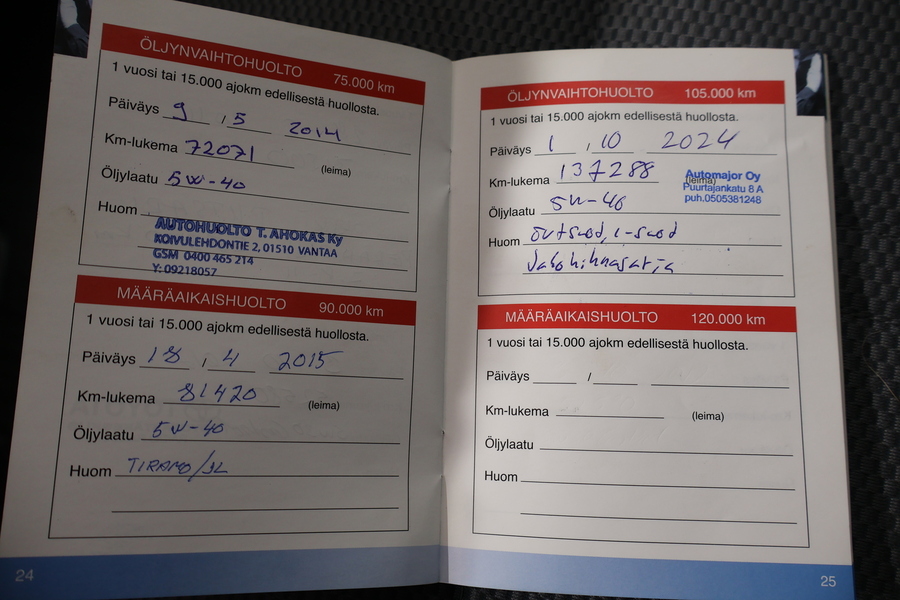 ÖLJYNVAIHTOHUOLTO 75.000 km
1 vuosi tai 15.000 ajokm edellisestä huollosta.
Päiväys 9 / 5 2014
Km-lukema 72071
(leima)
Öljylaatu 5W-40
Huom
AUTOHUOLTO T. AHOKAS Ky
KOIVULEHDONTIE 2, 01510 VANTAA
GSM 0400 465 214
Y: 09218057
MÄÄRÄAIKAISHUOLTO 90.000 km
1 vuosi tai 15.000 ajokm edellisestä huollosta.
Päiväys 18 / 4 2015
Km-lukema 81420
(leima)
Öljylaatu 5W-40
Huom
24
ÖLJYNVAIHTOHUOLTO 105.000 km
1 vuosi tai 15.000 ajokm edellisestä huollosta.
Päiväys 1 / 10 2024
Km-lukema 137288
(leima)
Automajor Oy
Puurtajankatu 8 A
puh.0505381248
Öljylaatu 5W-40
Huom
Jakohihnasarja
MÄÄRÄAIKAISHUOLTO 120.000 km
1 vuosi tai 15.000 ajokm edellisestä huollosta.
Päiväys /
Km-lukema
(leima)
Öljylaatu
Huom
25